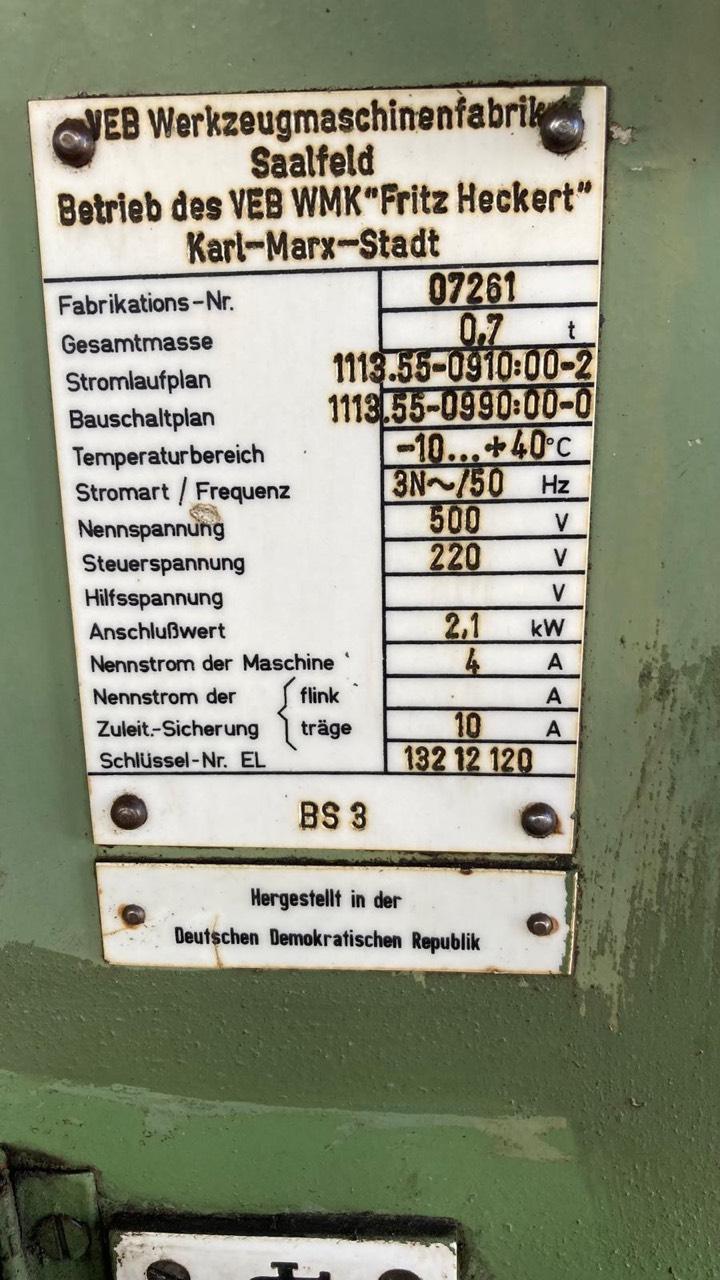 VEB Werkzeugmaschinenfabrik
Saalfeld
Betrieb des VEB WMK "Fritz Heckert"
Karl-Marx-Stadt
Fabrikations-Nr. 07261
Gesamtmasse 0,7 t
Stromlaufplan 1113.55-0910:00-2
Bauschaltplan 1113.55-0990:00-0
Temperaturbereich -10...+40°C
Stromart / Frequenz 3N~/50 Hz
Nennspannung 500 V
Steuerspannung 220 V
Hilfsspannung V
Anschlußwert 2,1 kW
Nennstrom der Maschine 4 A
Nennstrom der { flink A
Zuleit.-Sicherung { träge 10 A
Schlüssel-Nr. EL 132 12 120
BS 3
Hergestellt in der
Deutschen Demokratischen Republik